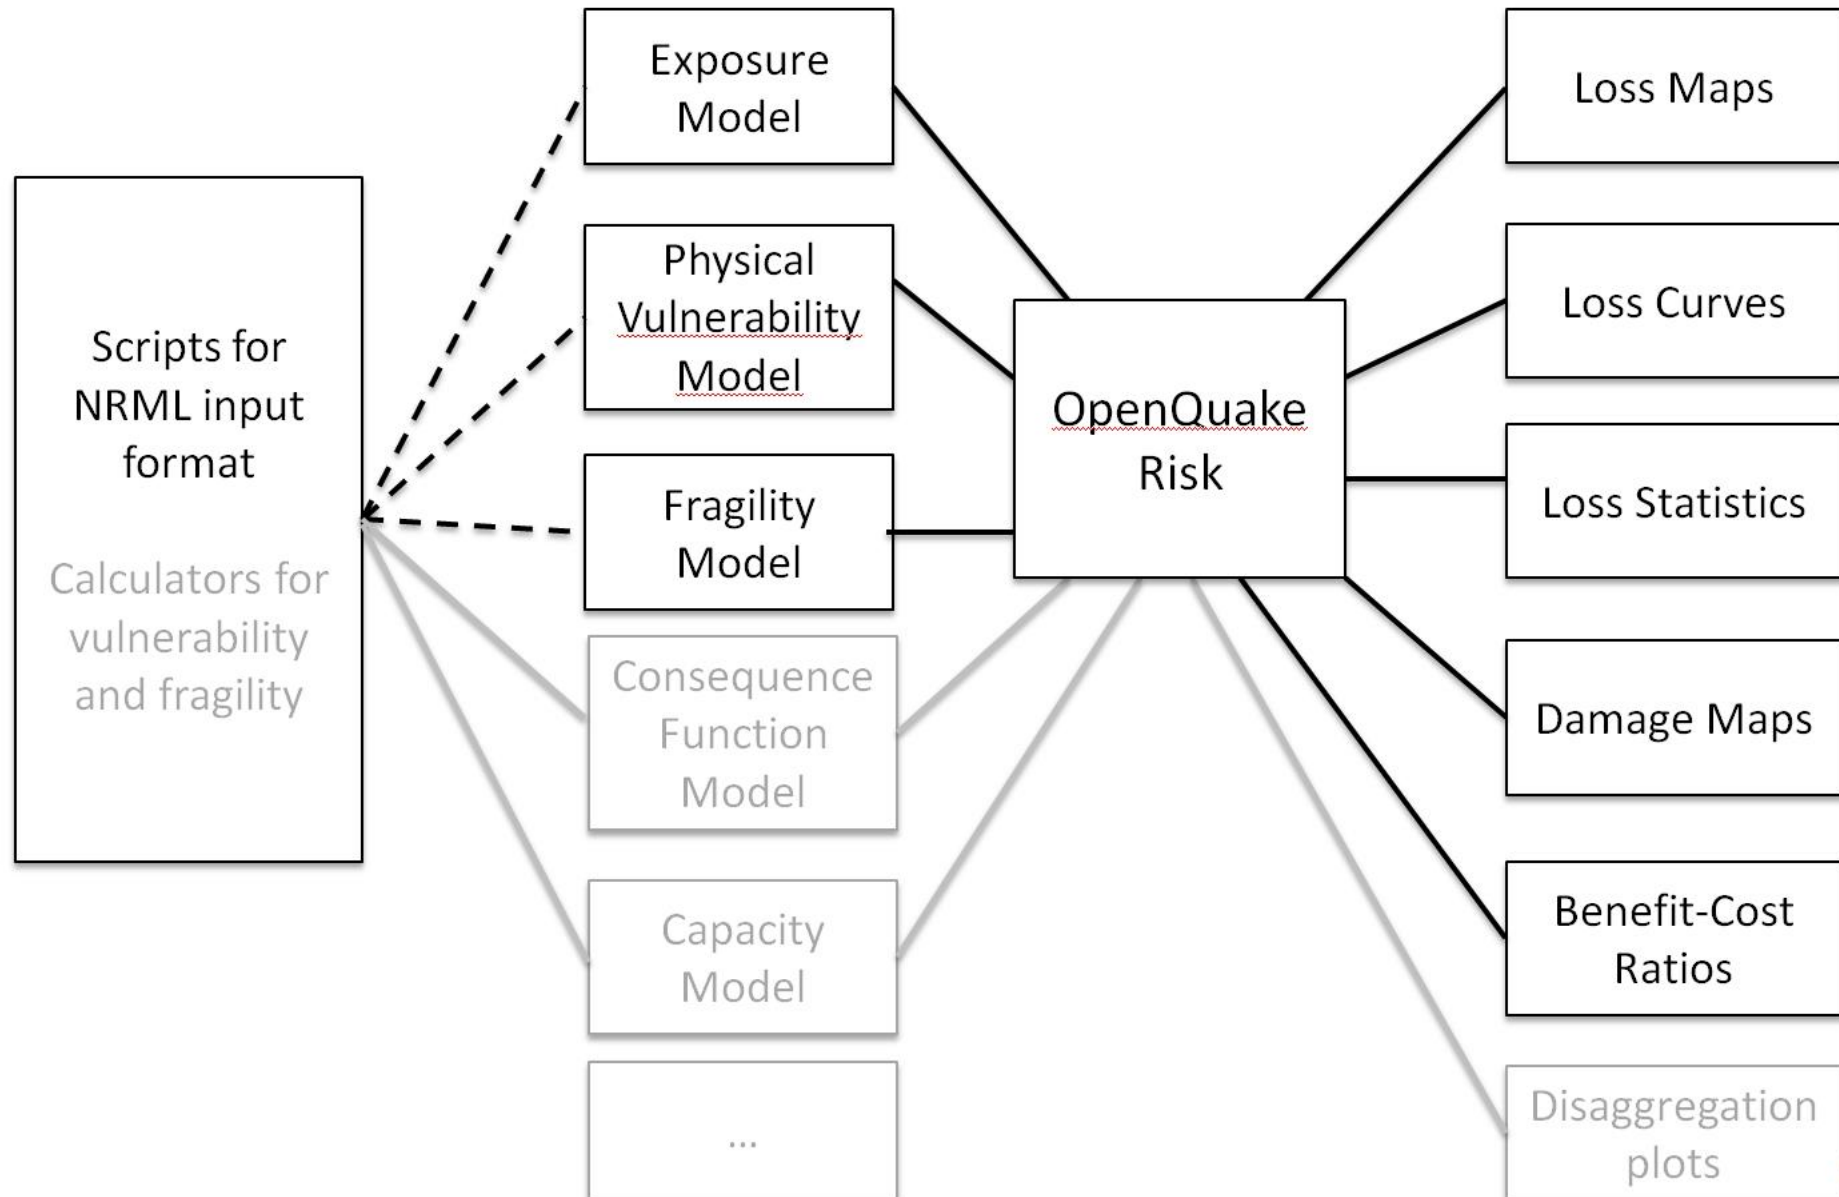 Scripts for
NRML input
format
Calculators for
vulnerability
and fragility
Exposure
Model
Physical
Vulnerability
Model
Fragility
Model
Consequence
Function
Model
Capacity
Model
...
OpenQuake
Risk
Loss Maps
Loss Curves
Loss Statistics
Damage Maps
Benefit-Cost
Ratios
Disaggregation
plots